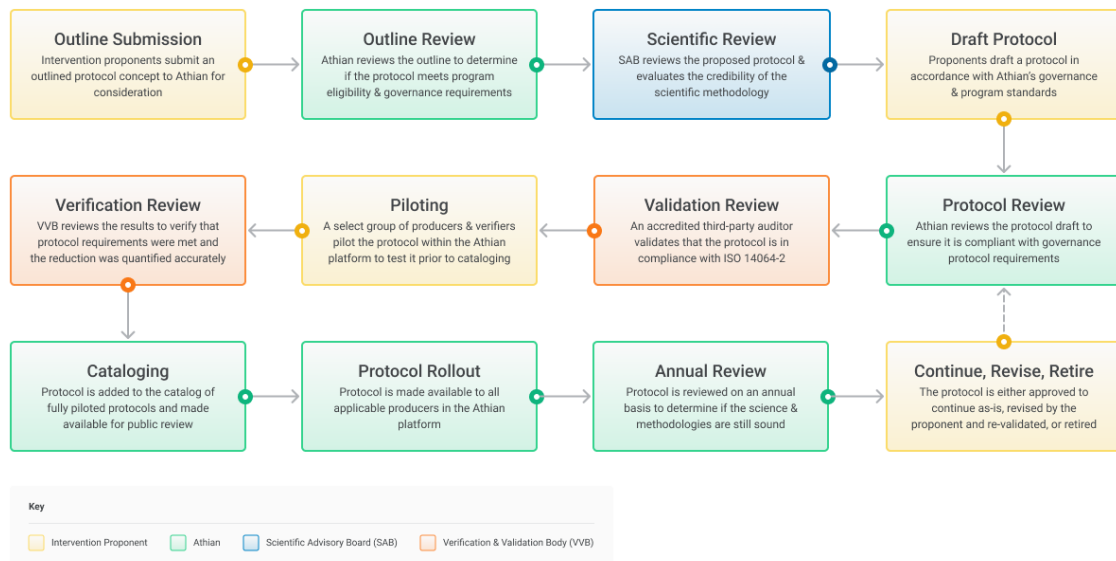 Outline Submission
Intervention proponents submit an
outlined protocol concept to Athian for
consideration
Outline Review
Athian reviews the outline to determine
if the protocol meets program
eligibility & governance requirements
Scientific Review
SAB reviews the proposed protocol &
evaluates the credibility of the
scientific methodology
Draft Protocol
Proponents draft a protocol in
accordance with Athian's governance
& program standards
Verification Review
VVB reviews the results to verify that
protocol requirements were met and
the reduction was quantified accurately
Piloting
A select group of producers & verifiers
pilot the protocol within the Athian
platform to test it prior to cataloging
Validation Review
An accredited third-party auditor
validates that the protocol is in
compliance with ISO 14064-2
Protocol Review
Athian reviews the protocol draft to
ensure it is compliant with governance
protocol requirements
Cataloging
Protocol is added to the catalog of
fully piloted protocols and made
available for public review
Protocol Rollout
Protocol is made available to all
applicable producers in the Athian
platform
Annual Review
Protocol is reviewed on an annual
basis to determine if the science &
methodologies are still sound
Continue, Revise, Retire
The protocol is either approved to
continue as-is, revised by the
proponent and re-validated, or retired
Key
Intervention Proponent
Athian
Scientific Advisory Board (SAB)
Verification & Validation Body (VVB)